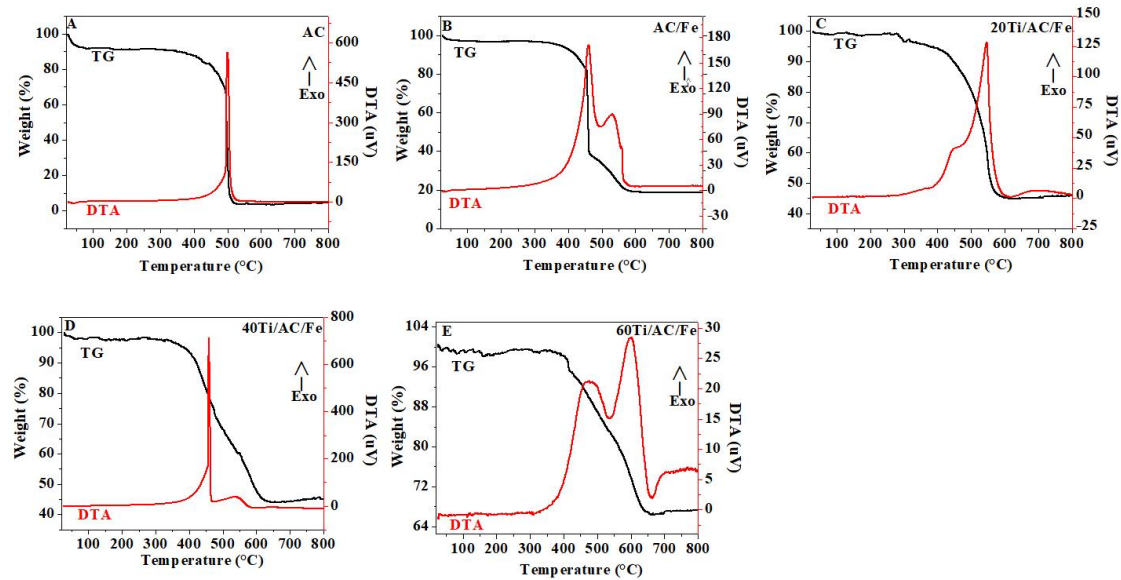 A
AC
TG
Exo
DTA
Weight (%)
DTA (uV)
Temperature (°C)
100
80
60
40
20
0
600
450
300
150
0
100 200 300 400 500 600 700 800
B
AC/Fe
TG
Exo
DTA
Weight (%)
DTA (uV)
Temperature (°C)
100
80
60
40
20
0
180
150
120
90
60
30
0
-30
100 200 300 400 500 600 700 800
C
20Ti/AC/Fe
TG
Exo
DTA
Weight (%)
DTA (uV)
Temperature (°C)
100
90
80
70
60
50
40
150
125
100
75
50
25
0
-25
100 200 300 400 500 600 700 800
D
40Ti/AC/Fe
TG
Exo
DTA
Weight (%)
DTA (uV)
Temperature (°C)
100
90
80
70
60
50
40
800
600
400
200
0
100 200 300 400 500 600 700 800
E
60Ti/AC/Fe
TG
Exo
DTA
Weight (%)
DTA (uV)
Temperature (°C)
104
96
88
80
72
64
30
25
20
15
10
5
0
100 200 300 400 500 600 700 800